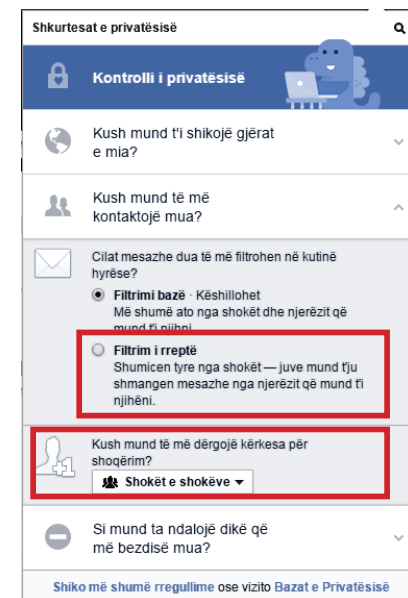 Shkurtesat e privatësisë
Kontrolli i privatësisë
Kush mund t'i shikojë gjërat
e mia?
Kush mund të më
kontaktojë mua?
Cilat mesazhe dua të më filtrohen në kutinë
hyrëse?
Filtrimi bazë · Këshillohet
Më shumë ato nga shokët dhe njerëzit që
mund t'i njihni.
Filtrim i rreptë
Shumicen tyre nga shokët — juve mund t'ju
shmangen mesazhe nga njerëzit që mund t'i
njihëni.
Kush mund të më dërgojë kërkesa për
shoqërim?
+1
Shokët e shokëve
Si mund ta ndalojë dikë që
më bezdisë mua?
Shiko më shumë rregullime ose vizito Bazat e Privatësisë